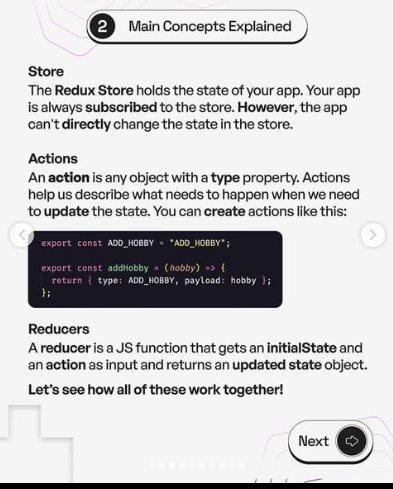 2 Main Concepts Explained
Store
The Redux Store holds the state of your app. Your app
is always subscribed to the store. However, the app
can't directly change the state in the store.
Actions
An action is any object with a type property. Actions
help us describe what needs to happen when we need
to update the state. You can create actions like this:
export const ADD_HOBBY = "ADD_HOBBY";
export const addHobby = (hobby) => {
return { type: ADD_HOBBY, payload: hobby };
};
Reducers
A reducer is a JS function that gets an initialState and
an action as input and returns an updated state object.
Let's see how all of these work together!
Next